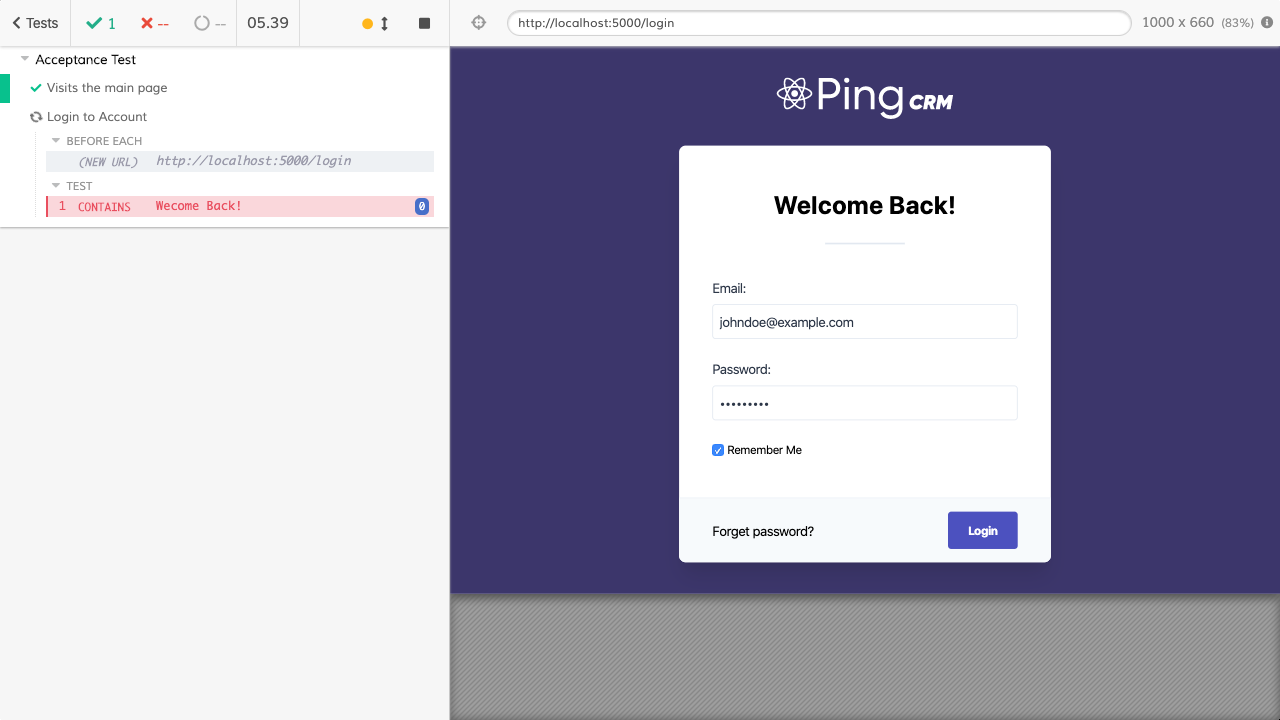 Tests
1
--
--
05.39
http://localhost:5000/login
1000 x 660 (83%)
Acceptance Test
Visits the main page
Login to Account
BEFORE EACH
(NEW URL) http://localhost:5000/login
TEST
1 CONTAINS Wecome Back! 0
Ping CRM
Welcome Back!
Email:
johndoe@example.com
Password:
•••••••••
Remember Me
Forget password?
Login